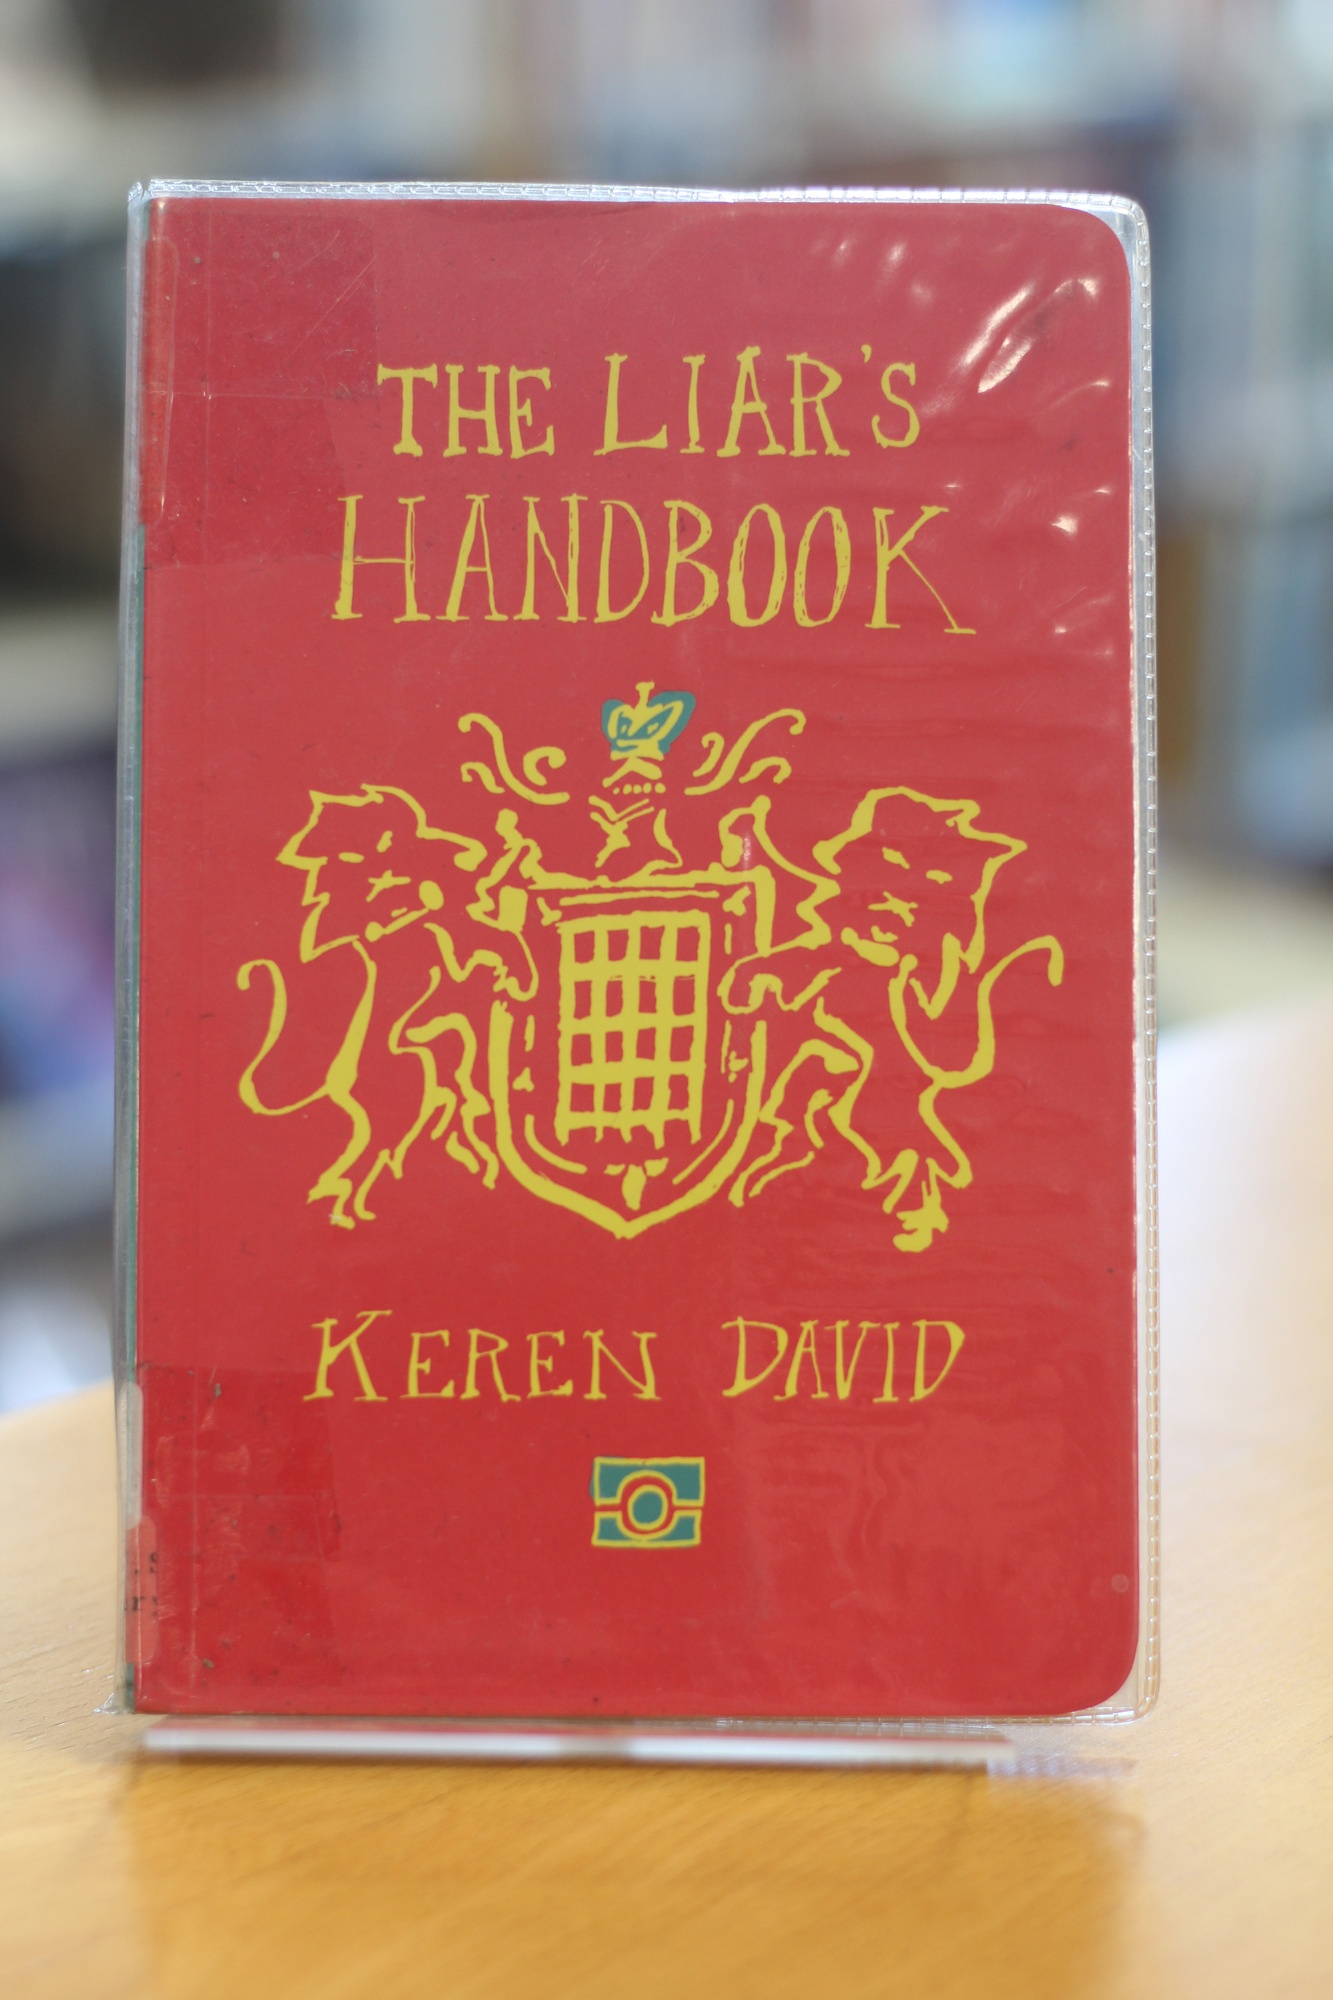 THE LIAR'S
HANDBOOK
KEREN DAVID